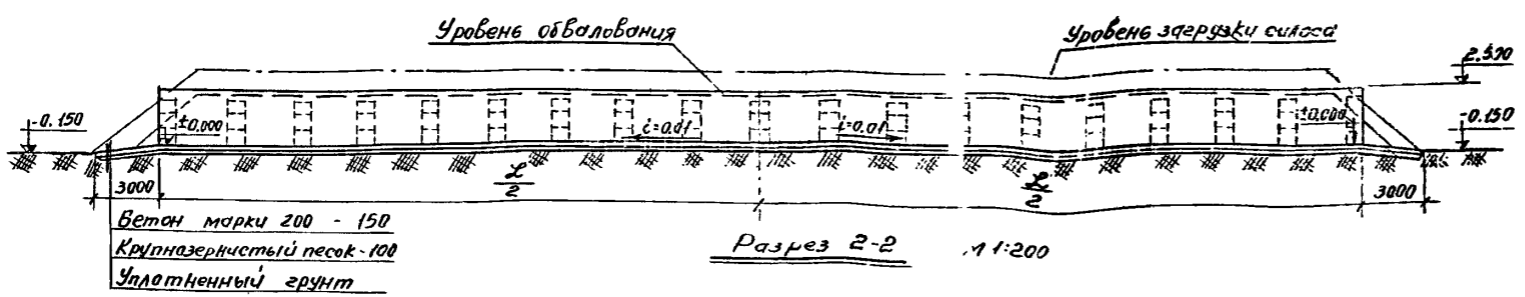 Уровень обвалования
Уровень загрузки силоса
2.590
-0.150
±0.000
i=0.01
i=0.01
±0.000
-0.150
3000
L/2
L/2
3000
Бетон марки 200 - 150
Крупнозернистый песок-100
Уплотненный грунт
Разрез 2-2 М 1:200